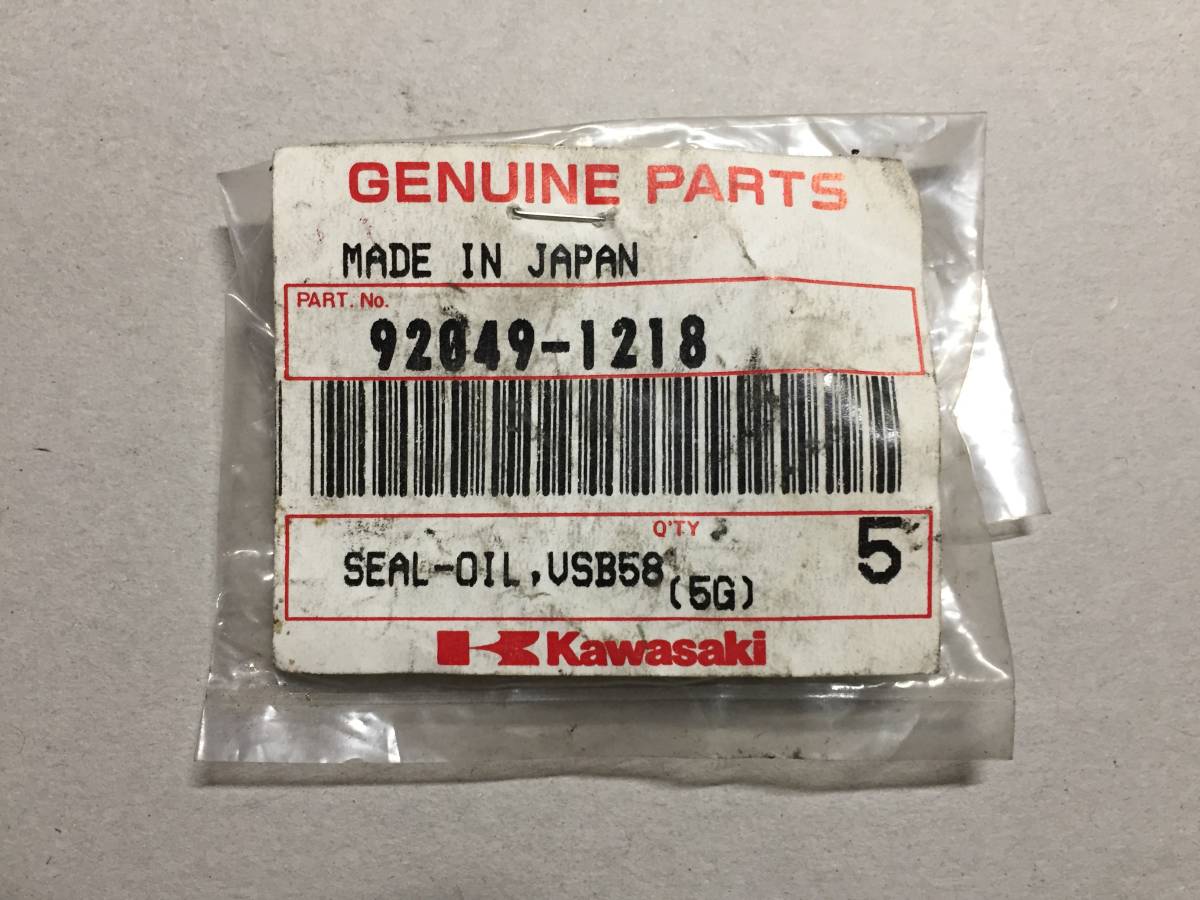 GENUINE PARTS
MADE IN JAPAN
PART. No.
92049-1218
Q'TY
5
SEAL-OIL,VSB58
(5G)
Kawasaki